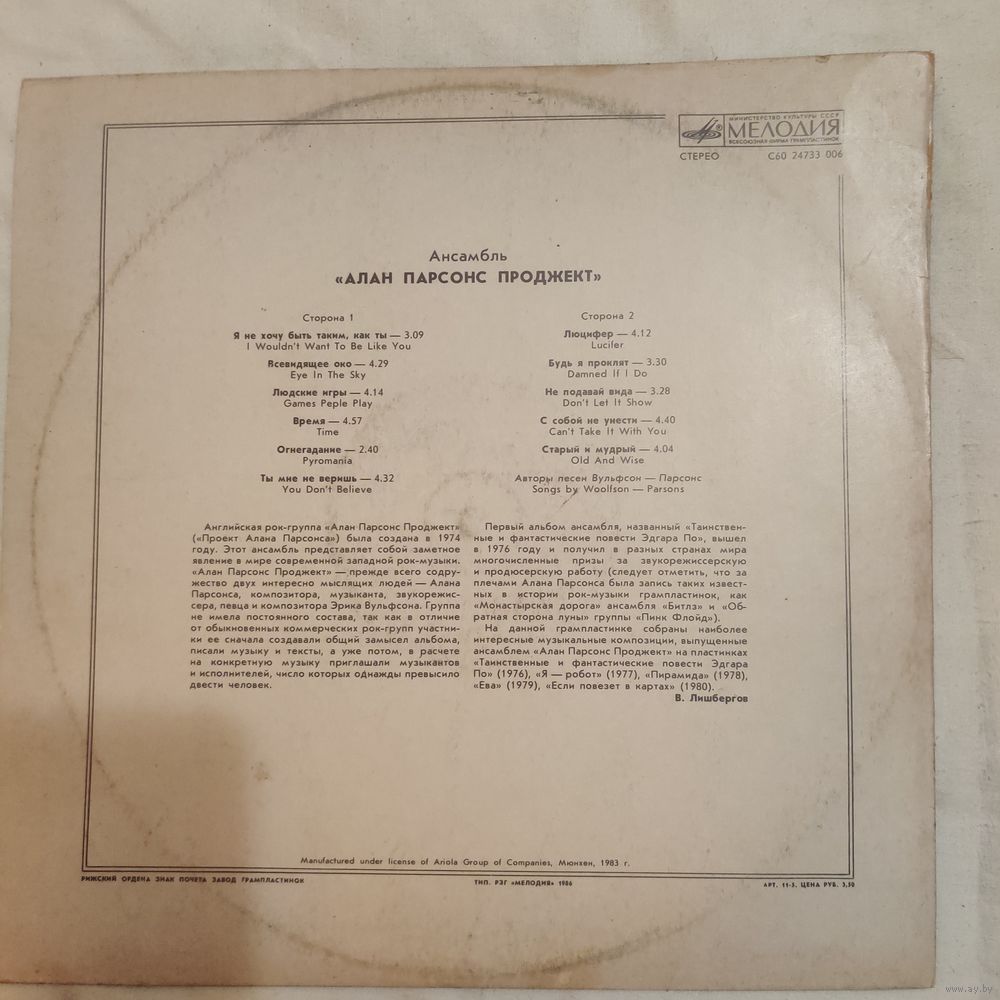 МИНИСТЕРСТВО КУЛЬТУРЫ СССР
МЕЛОДИЯ
ВСЕСОЮЗНАЯ ФИРМА ГРАМПЛАСТИНОК
СТЕРЕО С60 24733 006
Ансамбль
«АЛАН ПАРСОНС ПРОДЖЕКТ»
Сторона 1
Я не хочу быть таким, как ты — 3.09
I Wouldn't Want To Be Like You
Всевидящее око — 4.29
Eye In The Sky
Людские игры — 4.14
Games Peple Play
Время — 4.57
Time
Огнегадание — 2.40
Pyromania
Ты мне не веришь — 4.32
You Don't Believe
Сторона 2
Люцифер — 4.12
Lucifer
Будь я проклят — 3.30
Damned If I Do
Не подавай вида — 3.28
Don't Let It Show
С собой не унести — 4.40
Can't Take It With You
Старый и мудрый — 4.04
Old And Wise
Авторы песен Вульфсон — Парсонс
Songs by Woolfson — Parsons
Английская рок-группа «Алан Парсонс Проджект»
(«Проект Алана Парсонса») была создана в 1974
году. Этот ансамбль представляет собой заметное
явление в мире современной западной рок-музыки.
«Алан Парсонс Проджект» — прежде всего содру-
жество двух интересно мыслящих людей — Алана
Парсонса, композитора, музыканта, звукорежис-
сера, певца и композитора Эрика Вульфсона. Группа
не имела постоянного состава, так как в отличие
от обыкновенных коммерческих рок-групп участни-
ки ее сначала создавали общий замысел альбома,
писали музыку и тексты, а уже потом, в расчете
на конкретную музыку приглашали музыкантов
и исполнителей, число которых однажды превысило
двести человек.
Первый альбом ансамбля, названный «Таинствен-
ные и фантастические повести Эдгара По», вышел
в 1976 году и получил в разных странах мира
многочисленные призы за звукорежиссерскую
и продюсерскую работу (следует отметить, что за
плечами Алана Парсонса была запись таких извест-
ных в истории рок-музыки грампластинок, как
«Монастырская дорога» ансамбля «Битлз» и «Об-
ратная сторона луны» группы «Пинк Флойд»).
На данной грампластинке собраны наиболее
интересные музыкальные композиции, выпущенные
ансамблем «Алан Парсонс Проджект» на пластинках
«Таинственные и фантастические повести Эдгара
По» (1976), «Я — робот» (1977), «Пирамида» (1978),
«Ева» (1979), «Если повезет в картах» (1980).
В. Лишбергов
Manufactured under license of Ariola Group of Companies, Мюнхен, 1983 г.
РИЖСКИЙ ОРДЕНА ЗНАК ПОЧЕТА ЗАВОД ГРАМПЛАСТИНОК ТИП. РЗГ «МЕЛОДИЯ» 1986 АРТ. 11-3. ЦЕНА РУБ. 3,50
www.ay.by